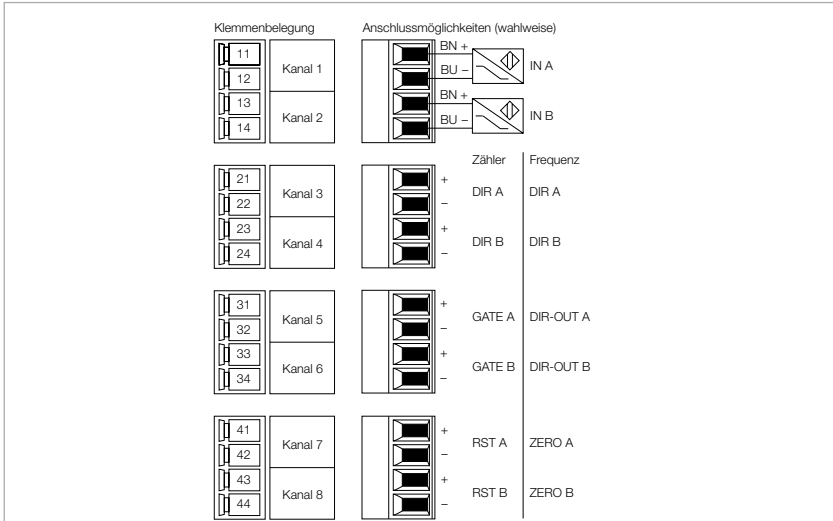 Klemmenbelegung Anschlussmöglichkeiten (wahlweise)
11 BN +
Kanal 1 IN A
12 BU –
13 BN +
Kanal 2 IN B
14 BU –
Zähler Frequenz
21 +
Kanal 3 DIR A DIR A
22 –
23 +
Kanal 4 DIR B DIR B
24 –
31 +
Kanal 5 GATE A DIR-OUT A
32 –
33 +
Kanal 6 GATE B DIR-OUT B
34 –
41 +
Kanal 7 RST A ZERO A
42 –
43 +
Kanal 8 RST B ZERO B
44 –